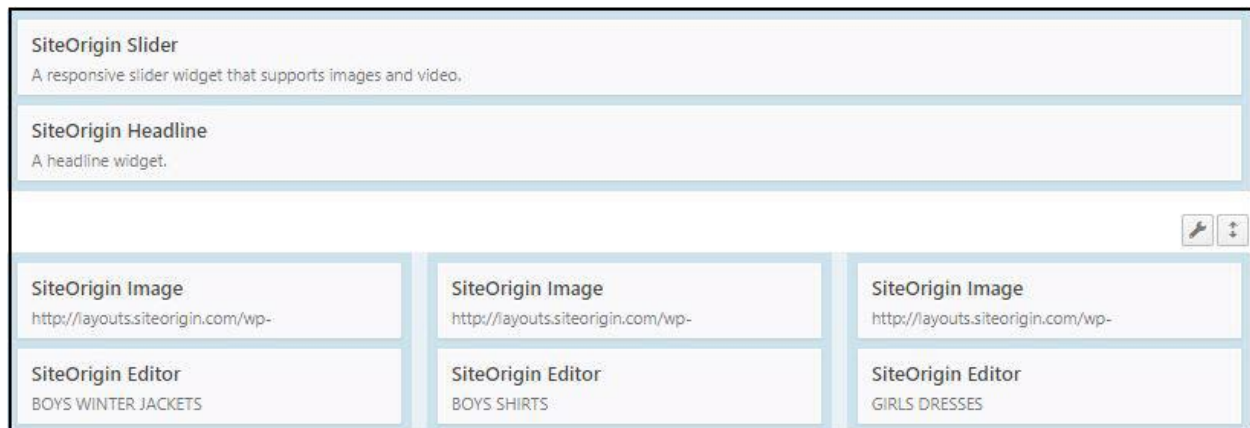 SiteOrigin Slider
A responsive slider widget that supports images and video.
SiteOrigin Headline
A headline widget.
SiteOrigin Image
http://layouts.siteorigin.com/wp-
SiteOrigin Editor
BOYS WINTER JACKETS
SiteOrigin Image
http://layouts.siteorigin.com/wp-
SiteOrigin Editor
BOYS SHIRTS
SiteOrigin Image
http://layouts.siteorigin.com/wp-
SiteOrigin Editor
GIRLS DRESSES